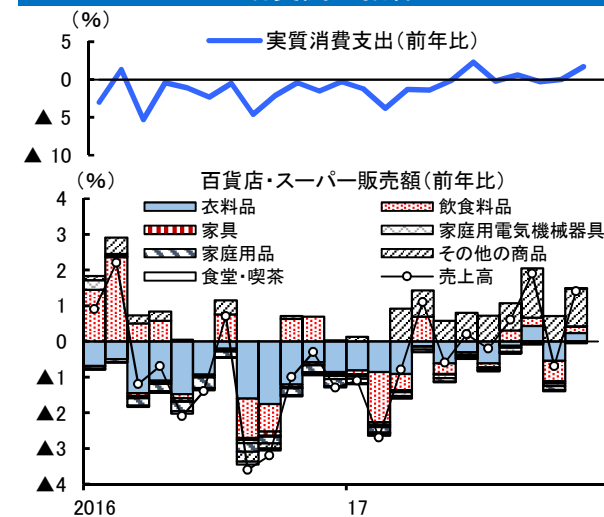 （％）
5
0
▲ 5
▲ 10
実質消費支出（前年比）
（％）
百貨店・スーパー販売額（前年比）
4
3
2
1
0
▲1
▲2
▲3
▲4
衣料品
飲食料品
家具
家庭用電気機械器具
家庭用品
その他の商品
食堂・喫茶
売上高
2016
17